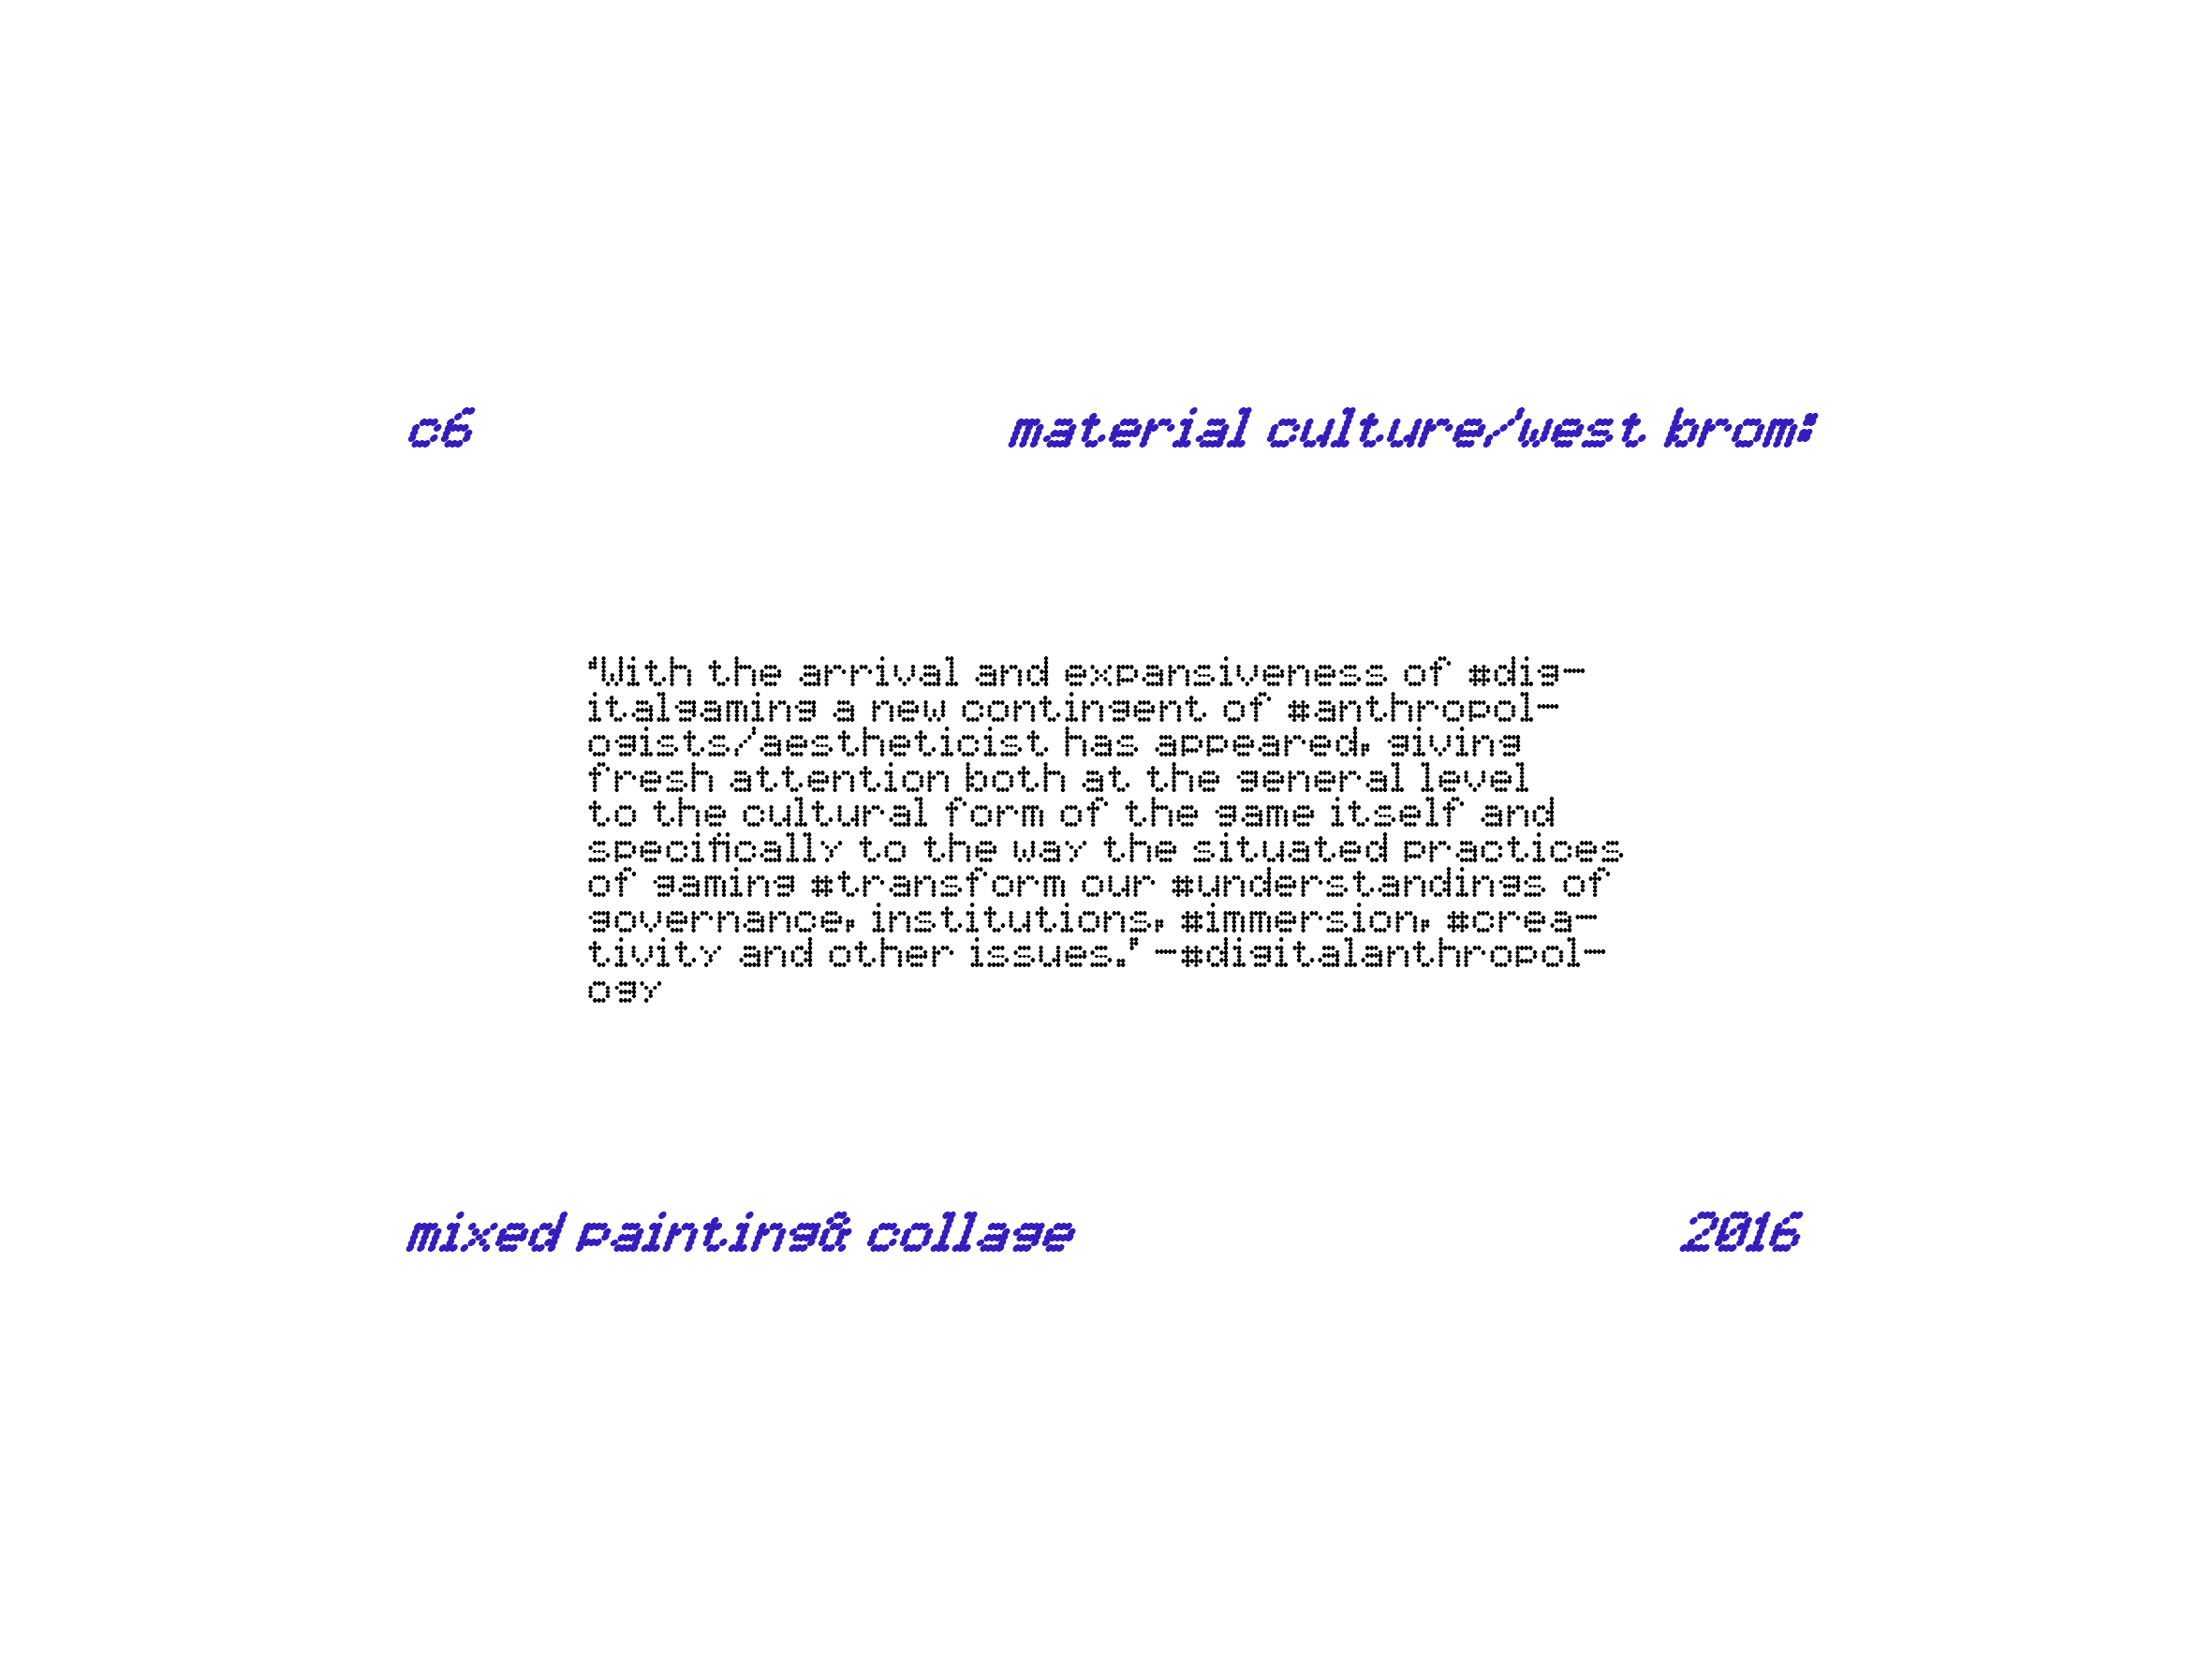 c6
material culture/west brom:
‘With the arrival and expansiveness of #dig-
italgaming a new contingent of #anthropol-
ogists/aestheticist has appeared, giving
fresh attention both at the general level
to the cultural form of the game itself and
specifically to the way the situated practices
of gaming #transform our #understandings of
governance, institutions, #immersion, #crea-
tivity and other issues.’ -#digitalanthropol-
ogy
mixed painting& collage
2016